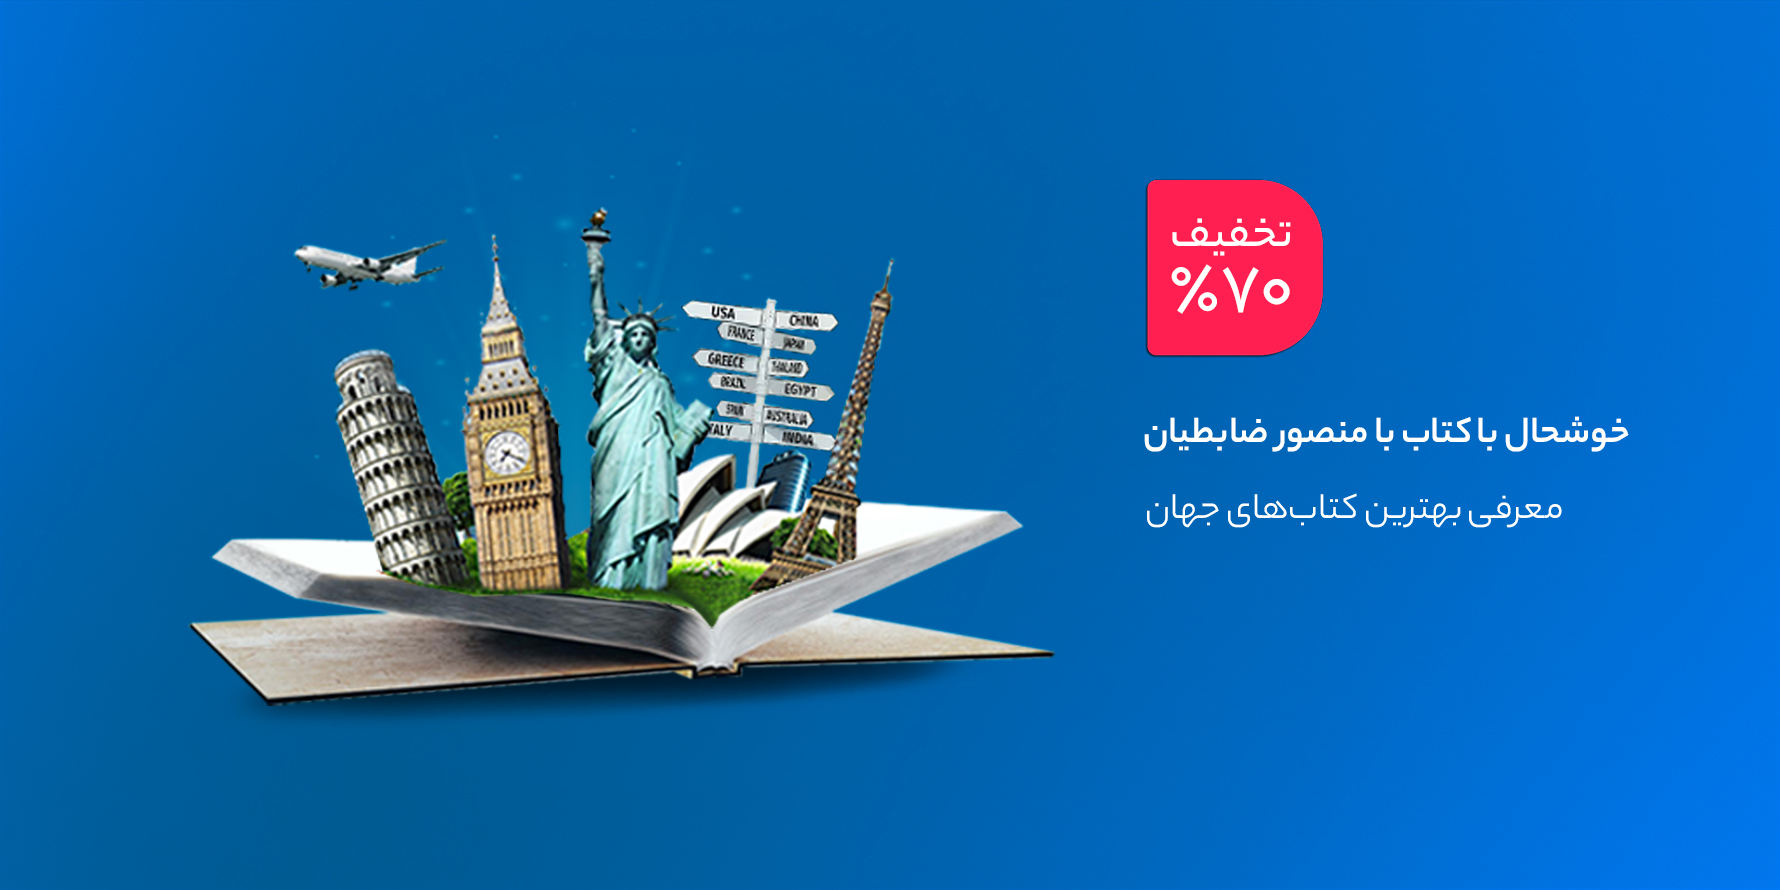 تخفیف
%۷۰
خوشحال با کتاب با منصور ضابطیان
معرفی بهترین کتاب‌های جهان
USA
CHINA
FRANCE
JAPAN
GREECE
THAILAND
BRAZIL
EGYPT
SPAIN
AUSTRALIA
ITALY
INDIA